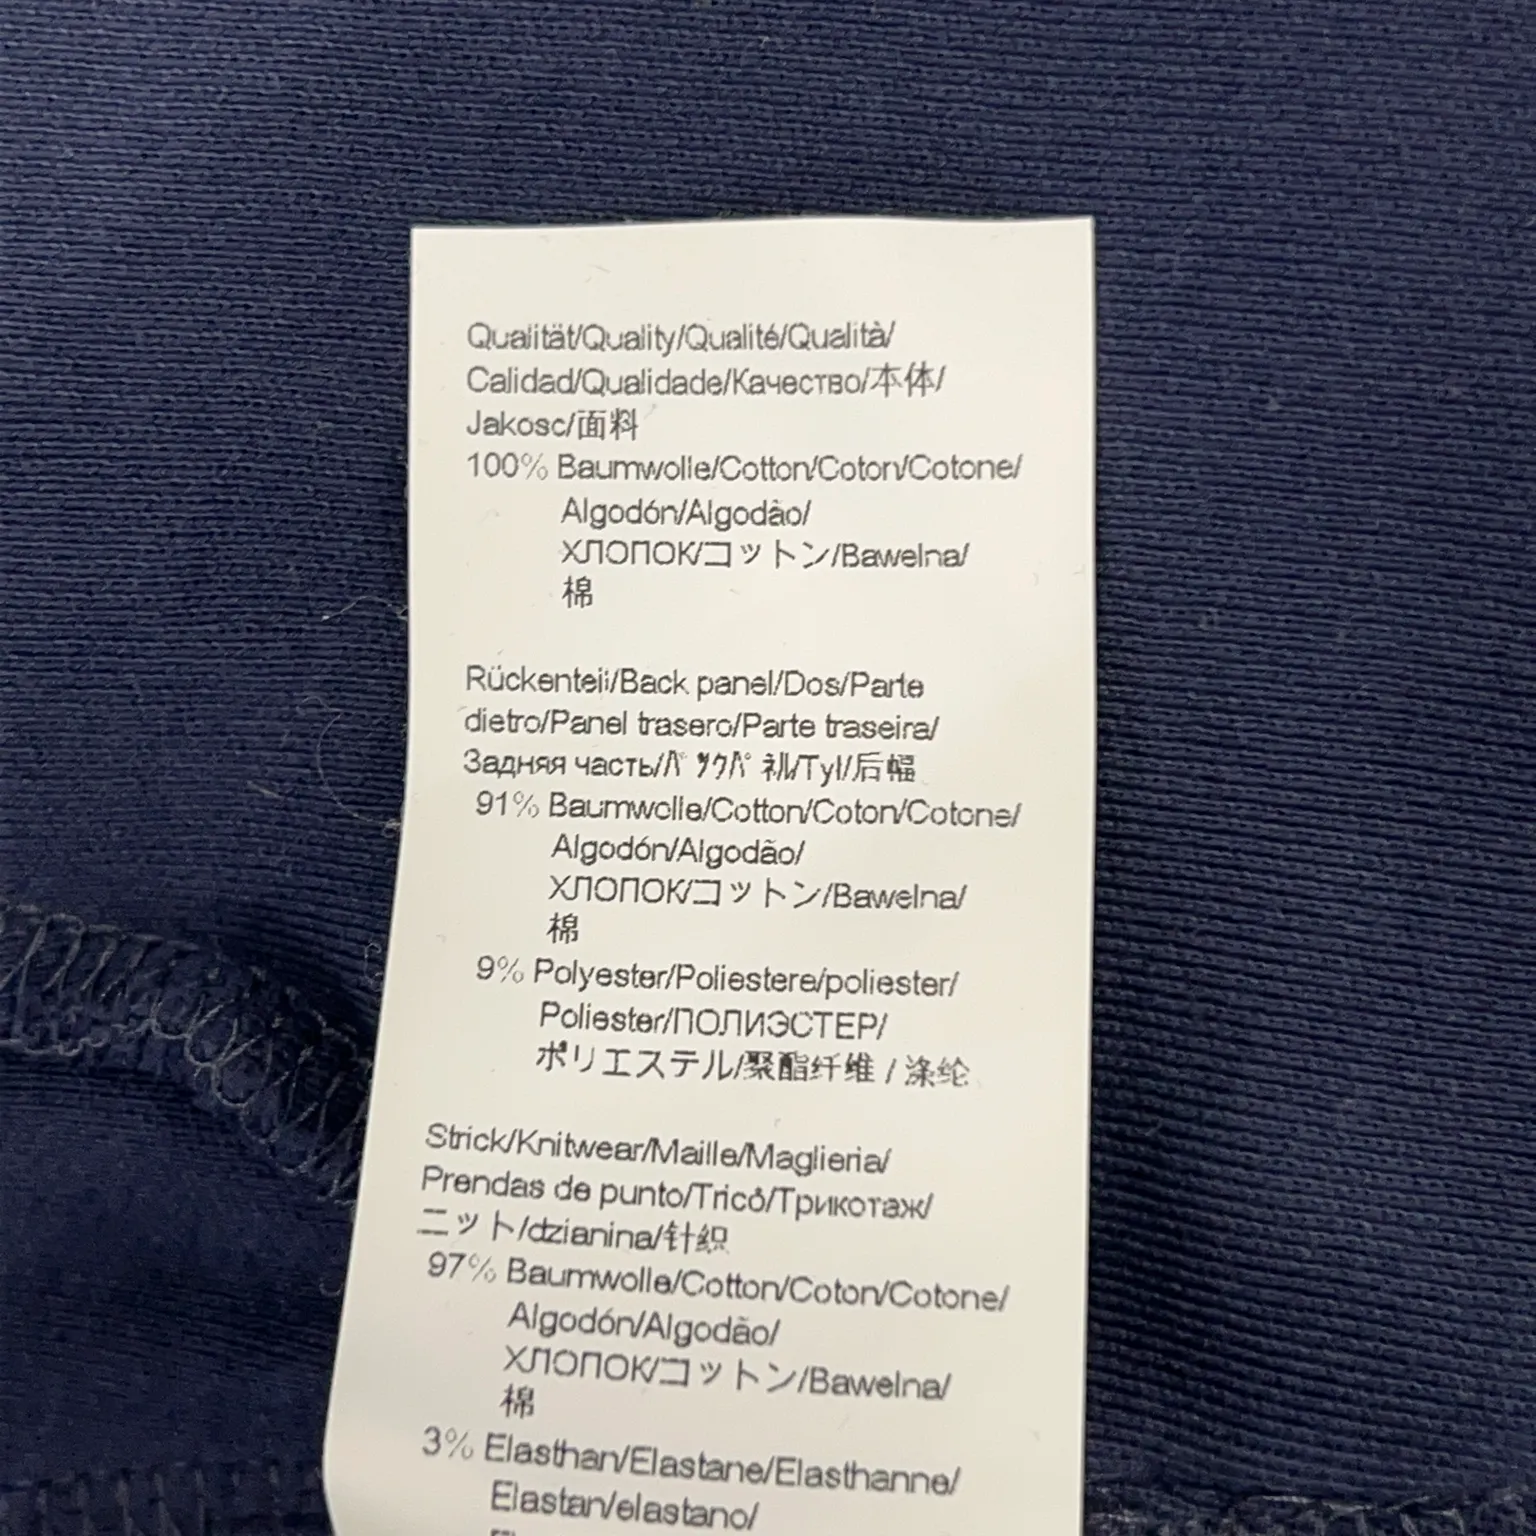 Qualität/Quality/Qualité/Qualità/
Calidad/Qualidade/Качество/本体/
Jakosc/面料
100% Baumwolle/Cotton/Coton/Cotone/
Algodón/Algodão/
ХЛОПОК/コットン/Bawelna/
棉
Rückenteil/Back panel/Dos/Parte
dietro/Panel trasero/Parte traseira/
Задняя часть/ﾊﾞｯｸﾊﾟﾈﾙ/Tyl/后幅
91% Baumwolle/Cotton/Coton/Cotone/
Algodón/Algodão/
ХЛОПОК/コットン/Bawelna/
棉
9% Polyester/Poliestere/poliester/
Poliester/ПОЛИЭСТЕР/
ポリエステル/聚酯纤维 / 涤纶
Strick/Knitwear/Maille/Maglieria/
Prendas de punto/Tricô/Трикотаж/
ニット/dzianina/针织
97% Baumwolle/Cotton/Coton/Cotone/
Algodón/Algodão/
ХЛОПОК/コットン/Bawelna/
棉
3% Elasthan/Elastane/Elasthanne/
Elastan/elastano/